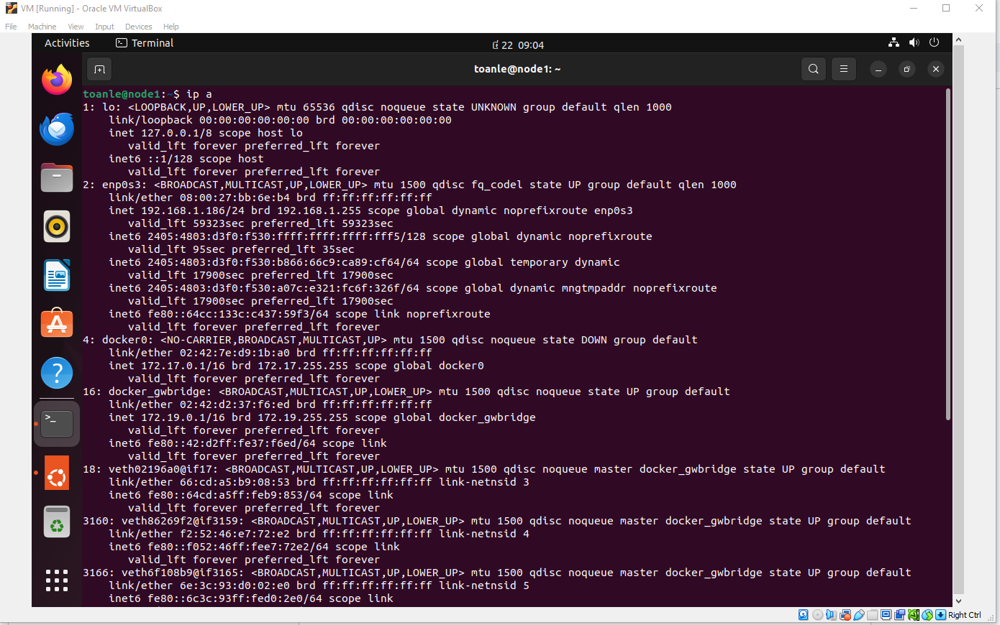 VM [Running] - Oracle VM VirtualBox
File Machine View Input Devices Help
Activities Terminal
22 09:04
toanle@node1: ~
toanle@node1:~$ ip a
1: lo: <LOOPBACK,UP,LOWER_UP> mtu 65536 qdisc noqueue state UNKNOWN group default qlen 1000
    link/loopback 00:00:00:00:00:00 brd 00:00:00:00:00:00
    inet 127.0.0.1/8 scope host lo
       valid_lft forever preferred_lft forever
    inet6 ::1/128 scope host
       valid_lft forever preferred_lft forever
2: enp0s3: <BROADCAST,MULTICAST,UP,LOWER_UP> mtu 1500 qdisc fq_codel state UP group default qlen 1000
    link/ether 08:00:27:bb:6e:b4 brd ff:ff:ff:ff:ff:ff
    inet 192.168.1.186/24 brd 192.168.1.255 scope global dynamic noprefixroute enp0s3
       valid_lft 59323sec preferred_lft 59323sec
    inet6 2405:4803:d3f0:f530:ffff:ffff:ffff:fff5/128 scope global dynamic noprefixroute
       valid_lft 95sec preferred_lft 35sec
    inet6 2405:4803:d3f0:f530:b866:66c9:ca89:cf64/64 scope global temporary dynamic
       valid_lft 17900sec preferred_lft 17900sec
    inet6 2405:4803:d3f0:f530:a07c:e321:fc6f:326f/64 scope global dynamic mngtmpaddr noprefixroute
       valid_lft 17900sec preferred_lft 17900sec
    inet6 fe80::64cc:133c:c437:59f3/64 scope link noprefixroute
       valid_lft forever preferred_lft forever
4: docker0: <NO-CARRIER,BROADCAST,MULTICAST,UP> mtu 1500 qdisc noqueue state DOWN group default
    link/ether 02:42:7e:d9:1b:a0 brd ff:ff:ff:ff:ff:ff
    inet 172.17.0.1/16 brd 172.17.255.255 scope global docker0
       valid_lft forever preferred_lft forever
16: docker_gwbridge: <BROADCAST,MULTICAST,UP,LOWER_UP> mtu 1500 qdisc noqueue state UP group default
    link/ether 02:42:d2:37:f6:ed brd ff:ff:ff:ff:ff:ff
    inet 172.19.0.1/16 brd 172.19.255.255 scope global docker_gwbridge
       valid_lft forever preferred_lft forever
    inet6 fe80::42:d2ff:fe37:f6ed/64 scope link
       valid_lft forever preferred_lft forever
18: veth02196a0@if17: <BROADCAST,MULTICAST,UP,LOWER_UP> mtu 1500 qdisc noqueue master docker_gwbridge state UP group default
    link/ether 66:cd:a5:b9:08:53 brd ff:ff:ff:ff:ff:ff link-netnsid 3
    inet6 fe80::64cd:a5ff:feb9:853/64 scope link
       valid_lft forever preferred_lft forever
3160: veth86269f2@if3159: <BROADCAST,MULTICAST,UP,LOWER_UP> mtu 1500 qdisc noqueue master docker_gwbridge state UP group default
    link/ether f2:52:46:e7:72:e2 brd ff:ff:ff:ff:ff:ff link-netnsid 4
    inet6 fe80::f052:46ff:fee7:72e2/64 scope link
       valid_lft forever preferred_lft forever
3166: veth6f108b9@if3165: <BROADCAST,MULTICAST,UP,LOWER_UP> mtu 1500 qdisc noqueue master docker_gwbridge state UP group default
    link/ether 6e:3c:93:d0:02:e0 brd ff:ff:ff:ff:ff:ff link-netnsid 5
    inet6 fe80::6c3c:93ff:fed0:2e0/64 scope link
Right Ctrl